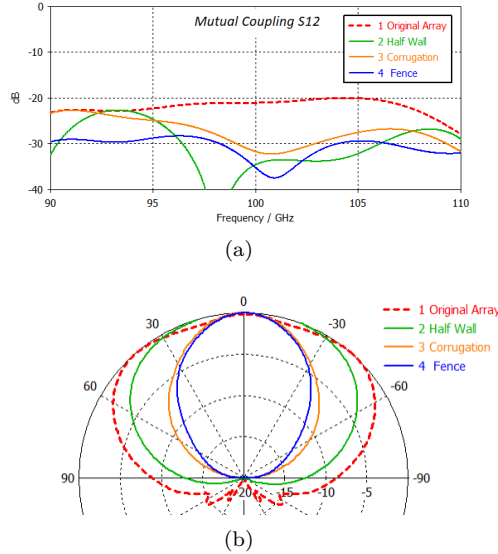 Mutual Coupling S12
0
-10
-20
-30
-40
dB
1 Original Array
2 Half Wall
3 Corrugation
4 Fence
90 95 100 105 110
Frequency / GHz
(a)
0
30 -30
60 -60
90 -90
-20 -15 -10 -5
1 Original Array
2 Half Wall
3 Corrugation
4 Fence
(b)